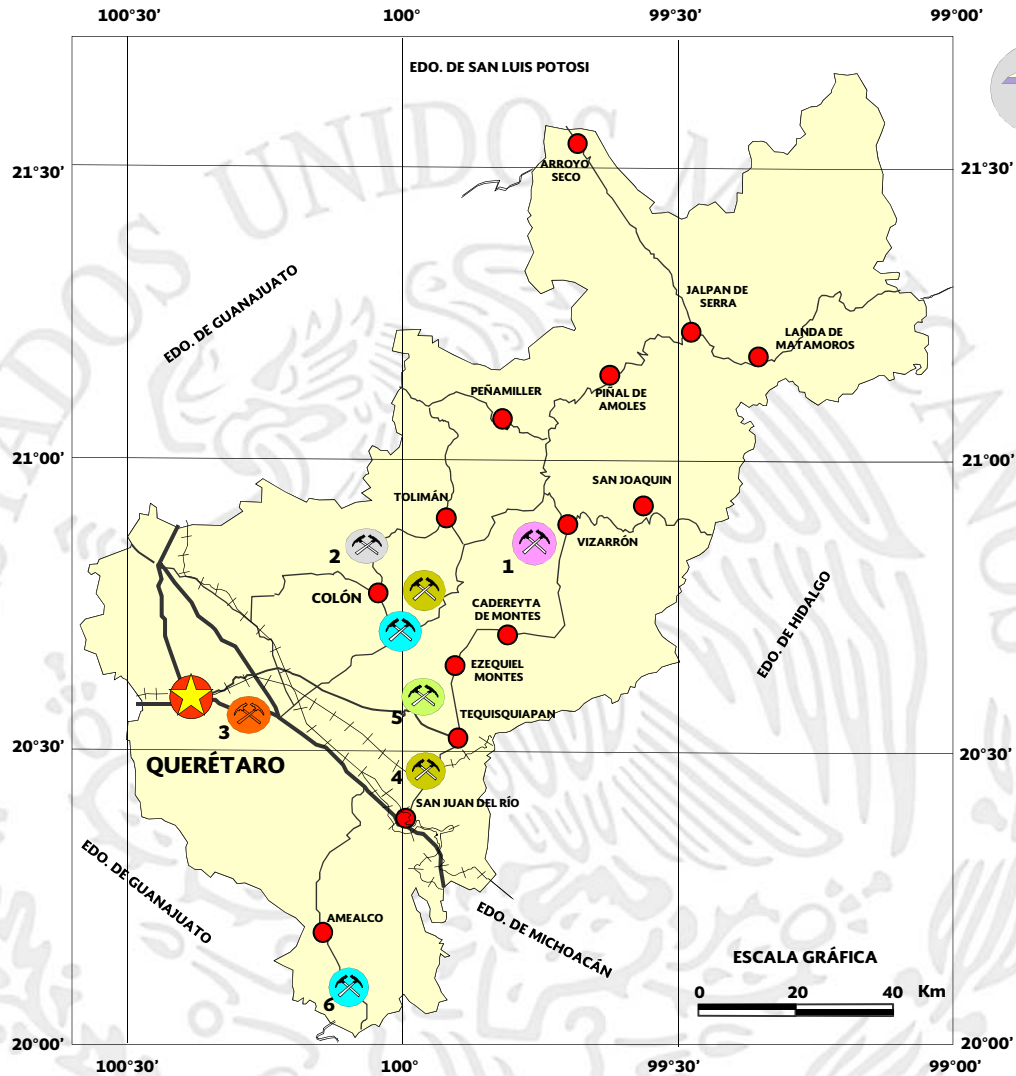 100°30’
100°
99°30’
99°00’
EDO. DE SAN LUIS POTOSI
ESTADOS UNIDOS MEXICANOS
21°30’
21°30’
ARROYO
SECO
EDO. DE GUANAJUATO
JALPAN DE
SERRA
LANDA DE
MATAMOROS
PEÑAMILLER
PIÑAL DE
AMOLES
21°00’
21°00’
TOLIMÁN
SAN JOAQUIN
VIZARRÓN
2
1
COLÓN
CADEREYTA
DE MONTES
EDO. DE HIDALGO
EZEQUIEL
MONTES
5
TEQUISQUIAPAN
3
20°30’
20°30’
QUERÉTARO
4
SAN JUAN DEL RÍO
EDO. DE GUANAJUATO
AMEALCO
EDO. DE MICHOACÁN
ESCALA GRÁFICA
0
20
40
Km
6
20°00’
20°00’
100°30’
100°
99°30’
99°00’